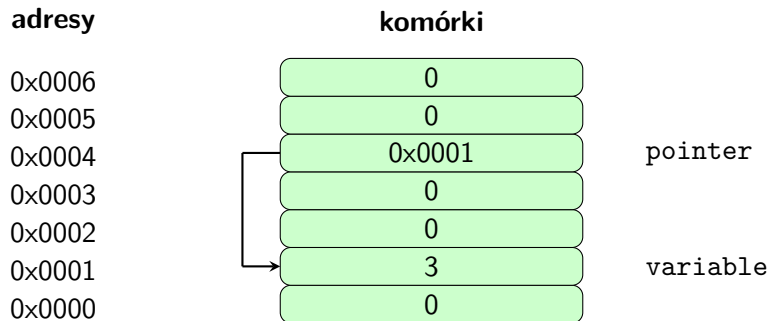 adresy komórki
0x0006 0
0x0005 0
0x0004 0x0001 pointer
0x0003 0
0x0002 0
0x0001 3 variable
0x0000 0